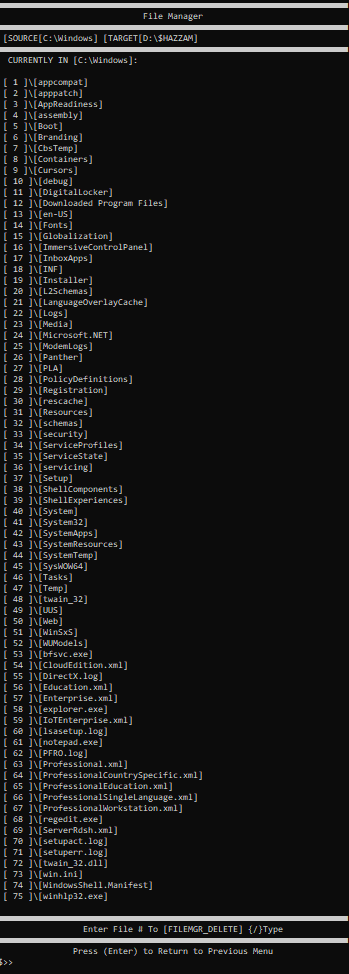 File Manager
[SOURCE[C:\Windows] [TARGET[D:\$HAZZAM]
CURRENTLY IN [C:\Windows]:
[ 1 ]\[appcompat]
[ 2 ]\[apppatch]
[ 3 ]\[AppReadiness]
[ 4 ]\[assembly]
[ 5 ]\[Boot]
[ 6 ]\[Branding]
[ 7 ]\[CbsTemp]
[ 8 ]\[Containers]
[ 9 ]\[Cursors]
[ 10 ]\[debug]
[ 11 ]\[DigitalLocker]
[ 12 ]\[Downloaded Program Files]
[ 13 ]\[en-US]
[ 14 ]\[Fonts]
[ 15 ]\[Globalization]
[ 16 ]\[ImmersiveControlPanel]
[ 17 ]\[InboxApps]
[ 18 ]\[INF]
[ 19 ]\[Installer]
[ 20 ]\[L2Schemas]
[ 21 ]\[LanguageOverlayCache]
[ 22 ]\[Logs]
[ 23 ]\[Media]
[ 24 ]\[Microsoft.NET]
[ 25 ]\[ModemLogs]
[ 26 ]\[Panther]
[ 27 ]\[PLA]
[ 28 ]\[PolicyDefinitions]
[ 29 ]\[Registration]
[ 30 ]\[rescache]
[ 31 ]\[Resources]
[ 32 ]\[schemas]
[ 33 ]\[security]
[ 34 ]\[ServiceProfiles]
[ 35 ]\[ServiceState]
[ 36 ]\[servicing]
[ 37 ]\[Setup]
[ 38 ]\[ShellComponents]
[ 39 ]\[ShellExperiences]
[ 40 ]\[System]
[ 41 ]\[System32]
[ 42 ]\[SystemApps]
[ 43 ]\[SystemResources]
[ 44 ]\[SystemTemp]
[ 45 ]\[SysWOW64]
[ 46 ]\[Tasks]
[ 47 ]\[Temp]
[ 48 ]\[twain_32]
[ 49 ]\[UUS]
[ 50 ]\[Web]
[ 51 ]\[WinSxS]
[ 52 ]\[WUModels]
[ 53 ]\[bfsvc.exe]
[ 54 ]\[CloudEdition.xml]
[ 55 ]\[DirectX.log]
[ 56 ]\[Education.xml]
[ 57 ]\[Enterprise.xml]
[ 58 ]\[explorer.exe]
[ 59 ]\[IoTEnterprise.xml]
[ 60 ]\[lsasetup.log]
[ 61 ]\[notepad.exe]
[ 62 ]\[PFRO.log]
[ 63 ]\[Professional.xml]
[ 64 ]\[ProfessionalCountrySpecific.xml]
[ 65 ]\[ProfessionalEducation.xml]
[ 66 ]\[ProfessionalSingleLanguage.xml]
[ 67 ]\[ProfessionalWorkstation.xml]
[ 68 ]\[regedit.exe]
[ 69 ]\[ServerRdsh.xml]
[ 70 ]\[setupact.log]
[ 71 ]\[setuperr.log]
[ 72 ]\[twain_32.dll]
[ 73 ]\[win.ini]
[ 74 ]\[WindowsShell.Manifest]
[ 75 ]\[winhlp32.exe]
Enter File # To [FILEMGR_DELETE] {/}Type
Press (Enter) to Return to Previous Menu
$>>